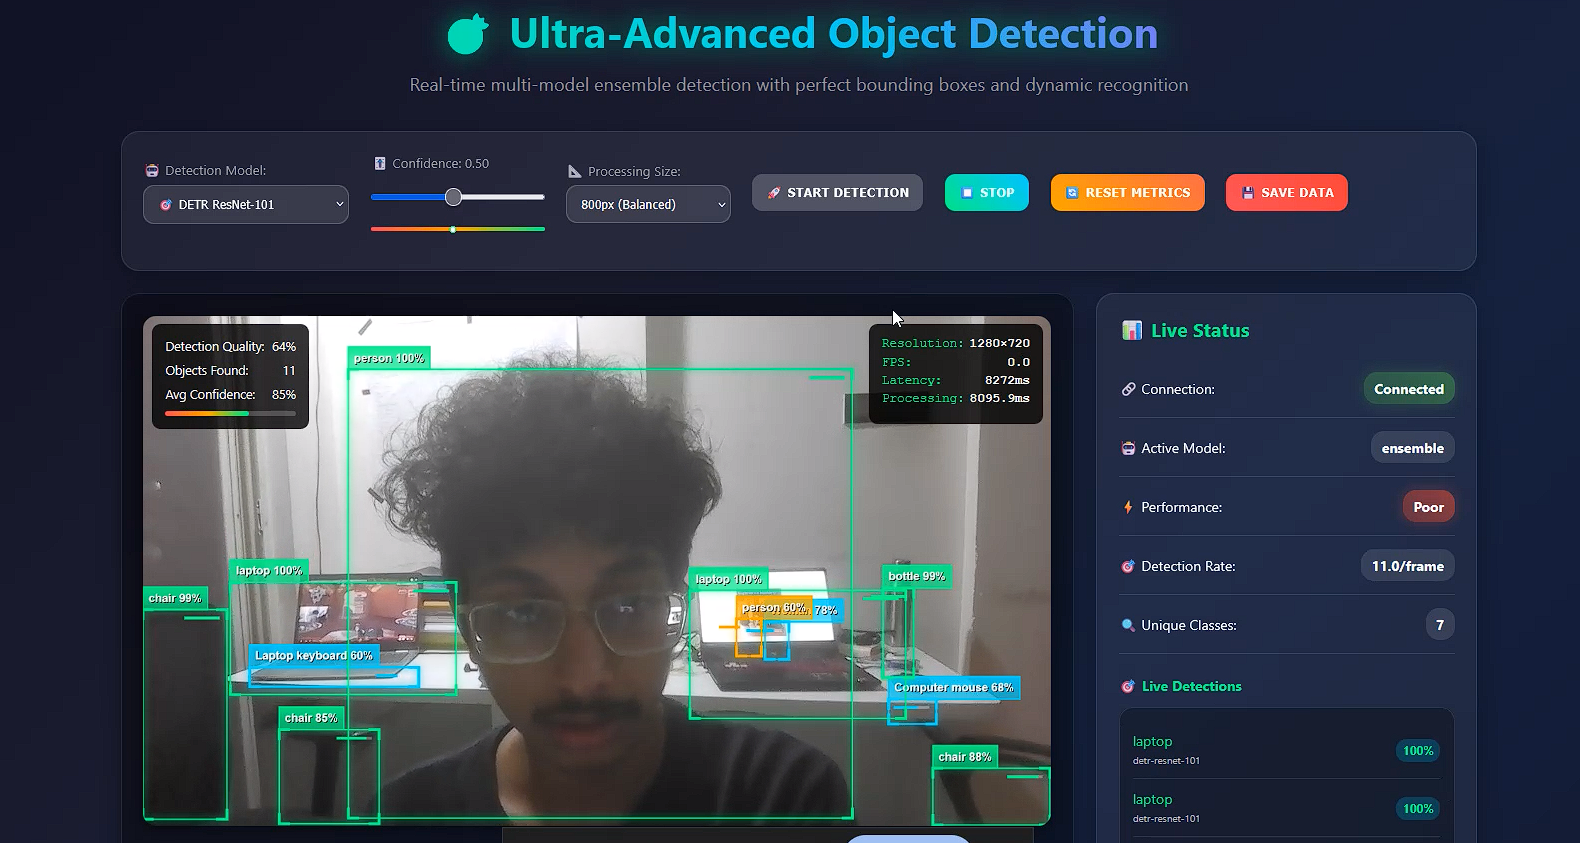 Ultra-Advanced Object Detection
Real-time multi-model ensemble detection with perfect bounding boxes and dynamic recognition
Detection Model:
DETR ResNet-101
Confidence: 0.50
Processing Size:
800px (Balanced)
START DETECTION
STOP
RESET METRICS
SAVE DATA
Detection Quality: 64%
Objects Found: 11
Avg Confidence: 85%
Resolution: 1280×720
FPS: 0.0
Latency: 8272ms
Processing: 8095.9ms
person 100%
laptop 100%
laptop 100%
bottle 99%
chair 99%
person 60%
78%
Laptop keyboard 60%
Computer mouse 68%
chair 85%
chair 88%
Live Status
Connection: Connected
Active Model: ensemble
Performance: Poor
Detection Rate: 11.0/frame
Unique Classes: 7
Live Detections
laptop 100%
detr-resnet-101
laptop 100%
detr-resnet-101